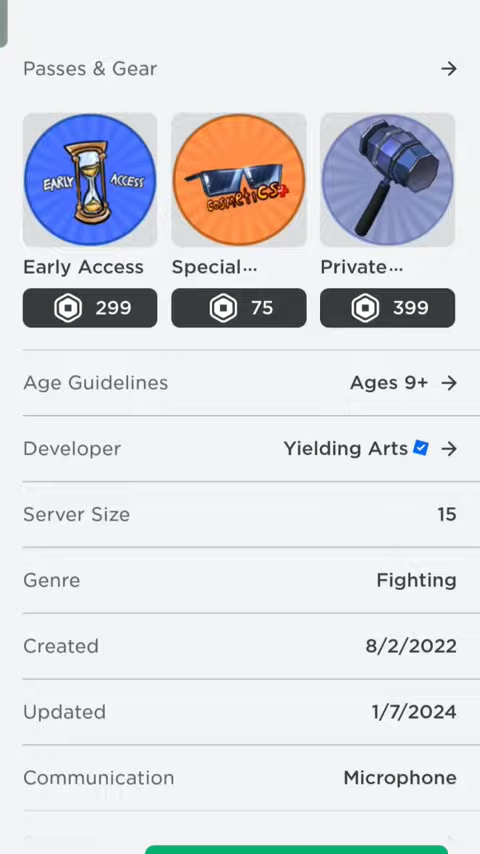 Passes & Gear
EARLY ACCESS
COSMETICS+
Early Access
Special...
Private...
299
75
399
Age Guidelines
Ages 9+
Developer
Yielding Arts
Server Size
15
Genre
Fighting
Created
8/2/2022
Updated
1/7/2024
Communication
Microphone